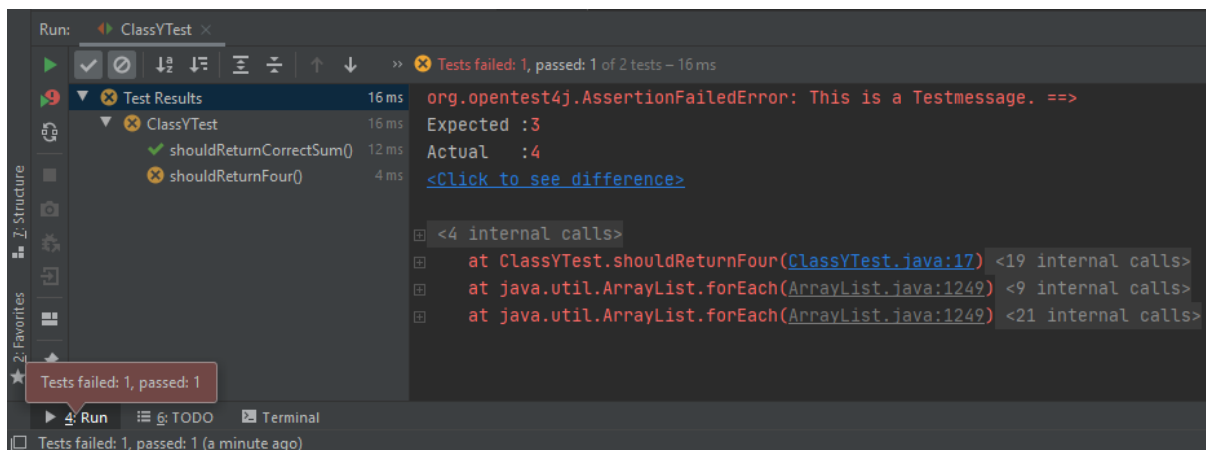 Run: ClassYTest ×
» Tests failed: 1, passed: 1 of 2 tests – 16 ms
Test Results 16 ms
ClassYTest 16 ms
shouldReturnCorrectSum() 12 ms
shouldReturnFour() 4 ms
org.opentest4j.AssertionFailedError: This is a Testmessage. ==>
Expected :3
Actual :4
<Click to see difference>
<4 internal calls>
at ClassYTest.shouldReturnFour(ClassYTest.java:17) <19 internal calls>
at java.util.ArrayList.forEach(ArrayList.java:1249) <9 internal calls>
at java.util.ArrayList.forEach(ArrayList.java:1249) <21 internal calls>
7: Structure
2: Favorites
Tests failed: 1, passed: 1
4: Run 6: TODO Terminal
Tests failed: 1, passed: 1 (a minute ago)